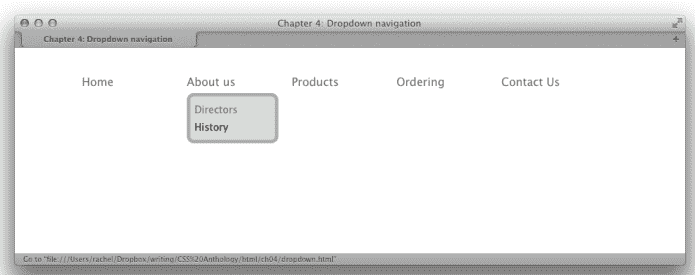 Chapter 4: Dropdown navigation
Chapter 4: Dropdown navigation
Home About us Products Ordering Contact Us
Directors
History
Go to "file:///Users/rachel/Dropbox/writing/CSS%20Anthology/html/ch04/dropdown.html"